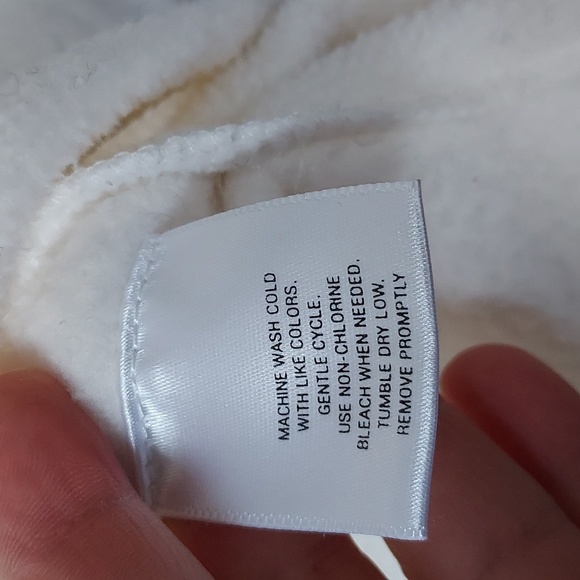 MACHINE WASH COLD
WITH LIKE COLORS.
GENTLE CYCLE.
USE NON-CHLORINE
BLEACH WHEN NEEDED.
TUMBLE DRY LOW.
REMOVE PROMPTLY